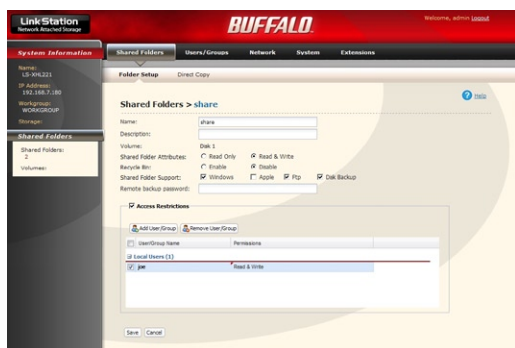 LinkStation
Network Attached Storage
BUFFALO
Welcome, admin Logout
System Information
Shared Folders Users/Groups Network System Extensions
Folder Setup Direct Copy
Name:
LS-XHL221
IP Address:
192.168.7.180
Workgroup:
WORKGROUP
Storage:
Shared Folders
Shared Folders:
2
Volumes:
Help
Shared Folders > share
Name: share
Description:
Volume: Disk 1
Shared Folder Attributes: Read Only Read & Write
Recycle Bin: Enable Disable
Shared Folder Support: Windows Apple Ftp Disk Backup
Remote backup password:
Access Restrictions
Add User/Group Remove User/Group
User/Group Name Permissions
Local Users (1)
joe Read & Write
Save Cancel